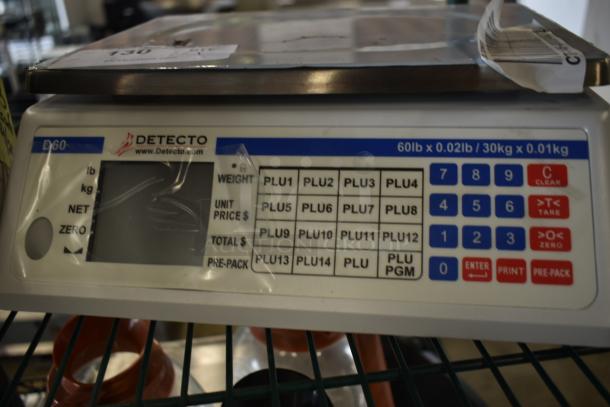 130
D60
DETECTO
www.Detecto.com
60lb x 0.02lb / 30kg x 0.01kg
lb
kg
NET
ZERO
WEIGHT
UNIT
PRICE $
TOTAL $
PRE-PACK
PLU1 PLU2 PLU3 PLU4
PLU5 PLU6 PLU7 PLU8
PLU9 PLU10 PLU11 PLU12
PLU13 PLU14 PLU PLU PGM
7 8 9 C CLEAR
4 5 6 >T< TARE
1 2 3 >0< ZERO
0 ENTER PRINT PRE-PACK